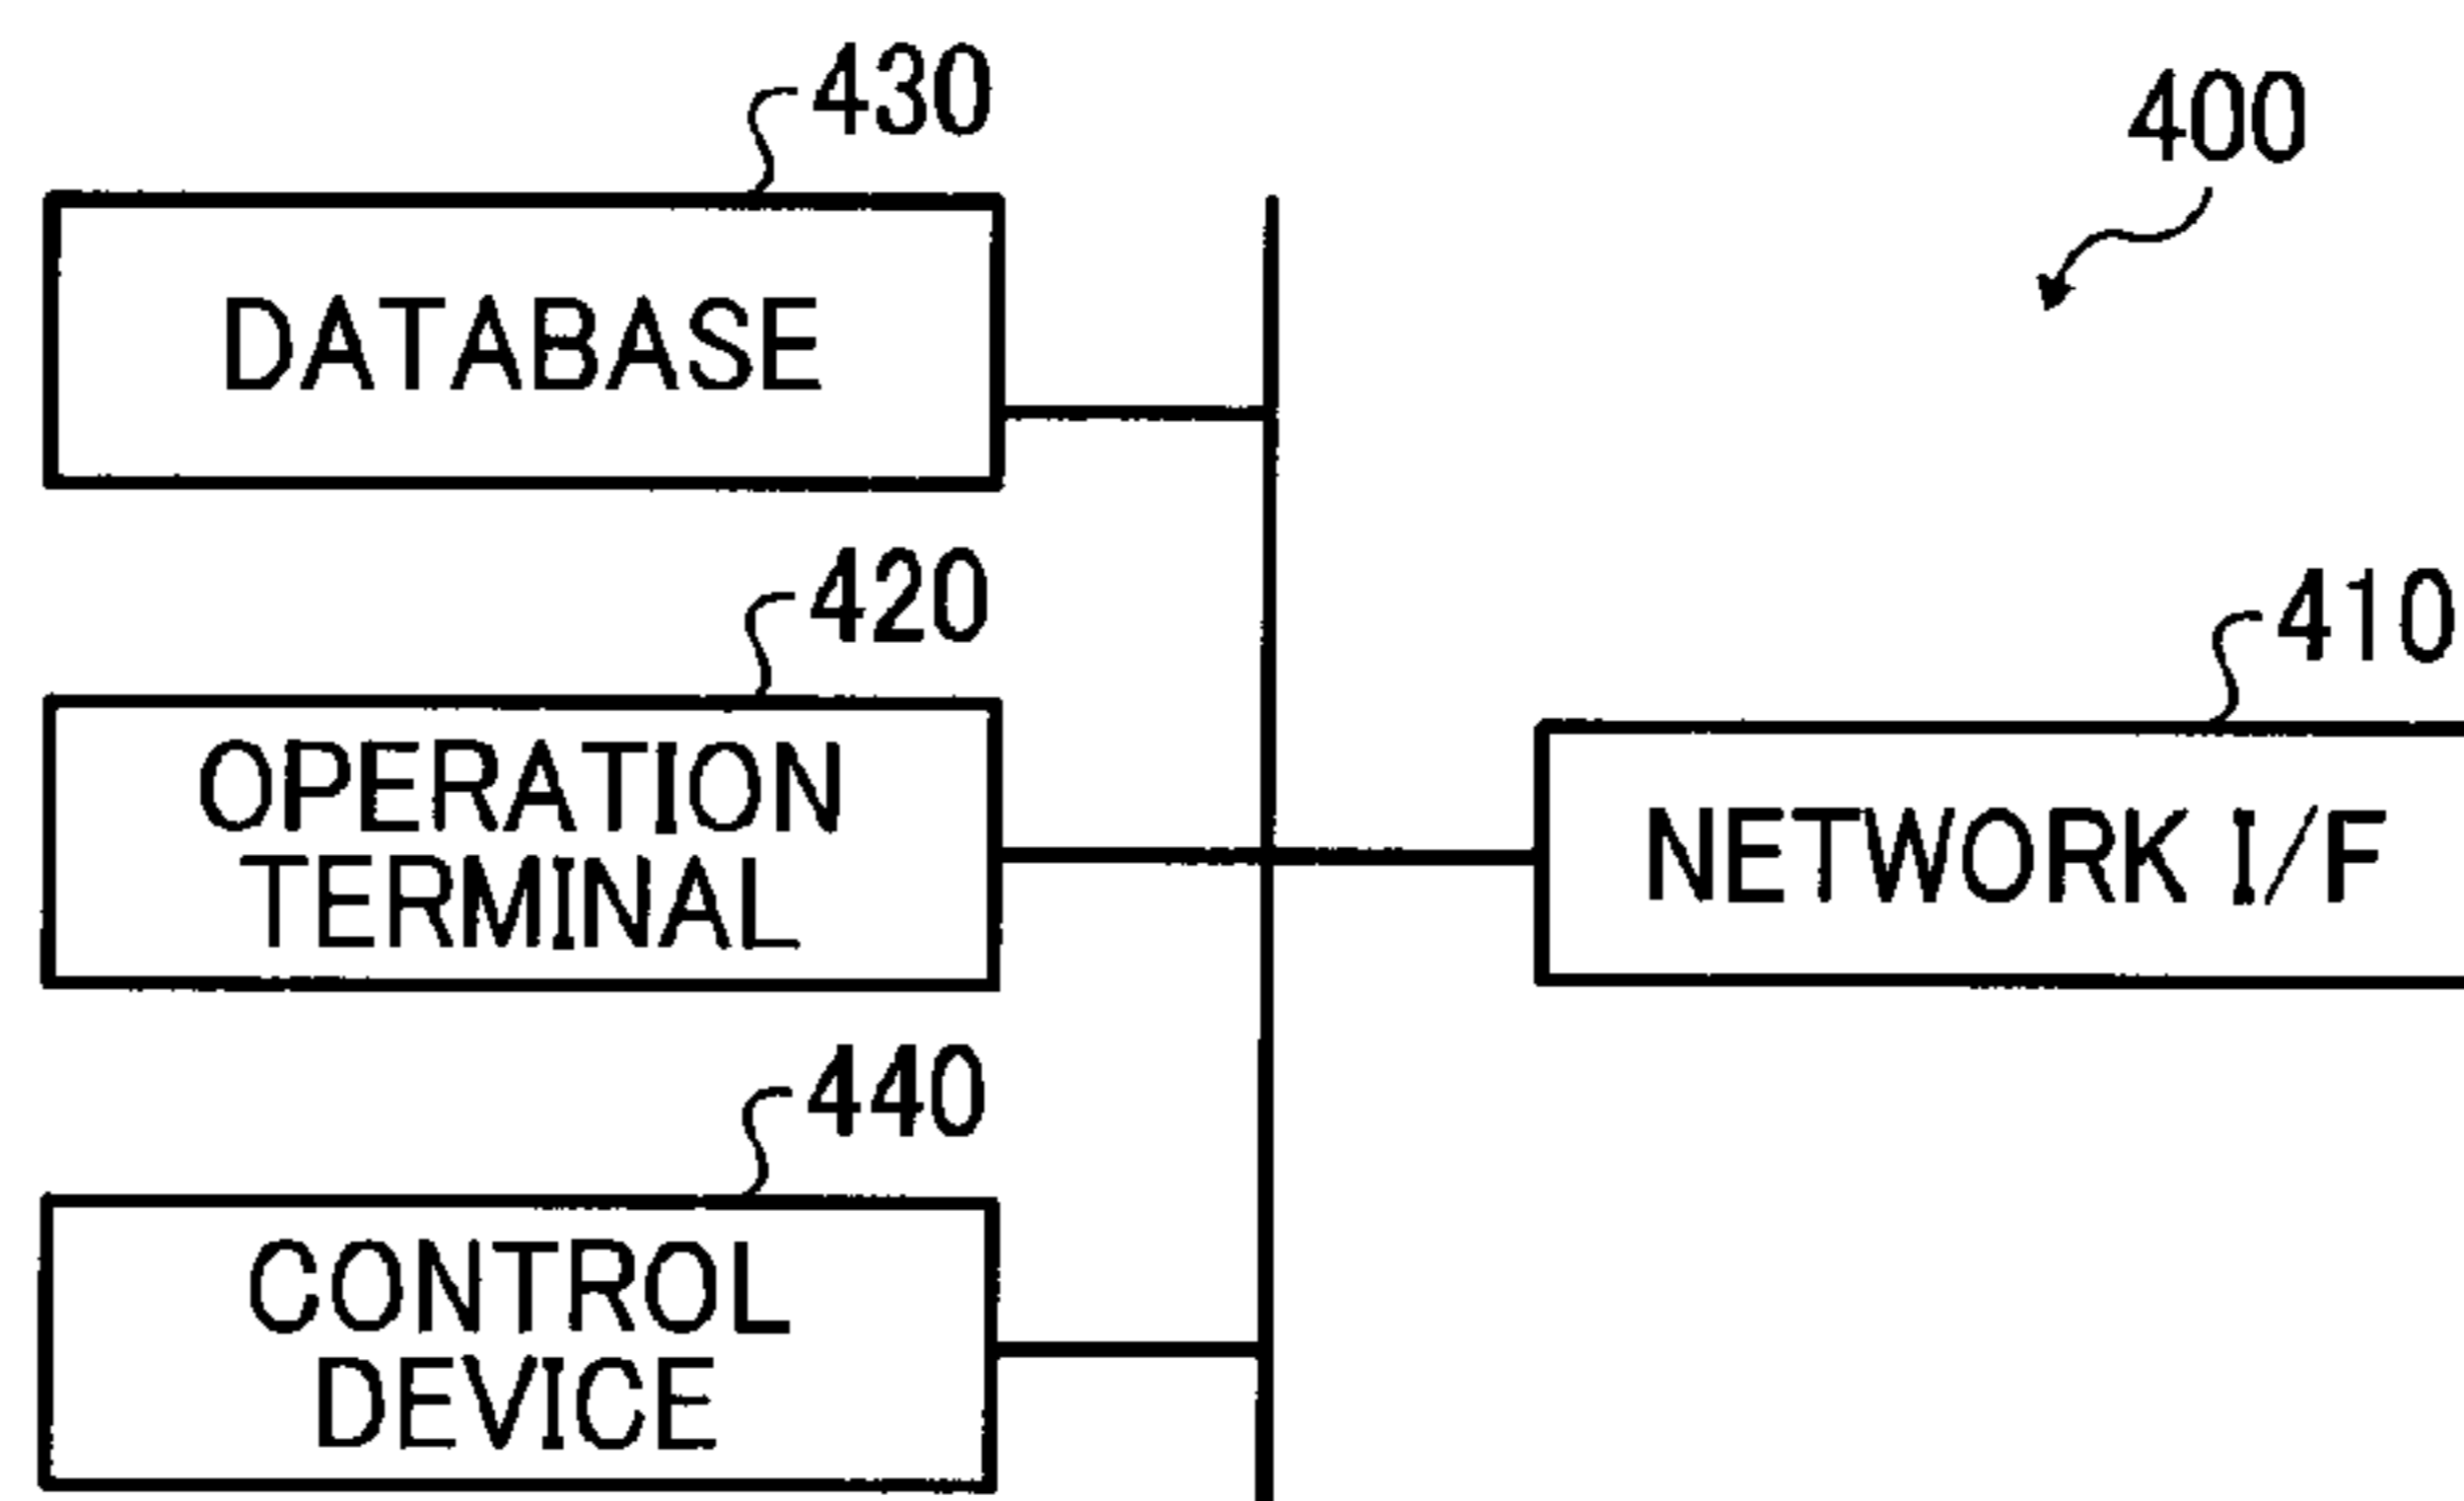 430
400
DATABASE
420
410
OPERATION
TERMINAL
NETWORK I/F
440
CONTROL
DEVICE